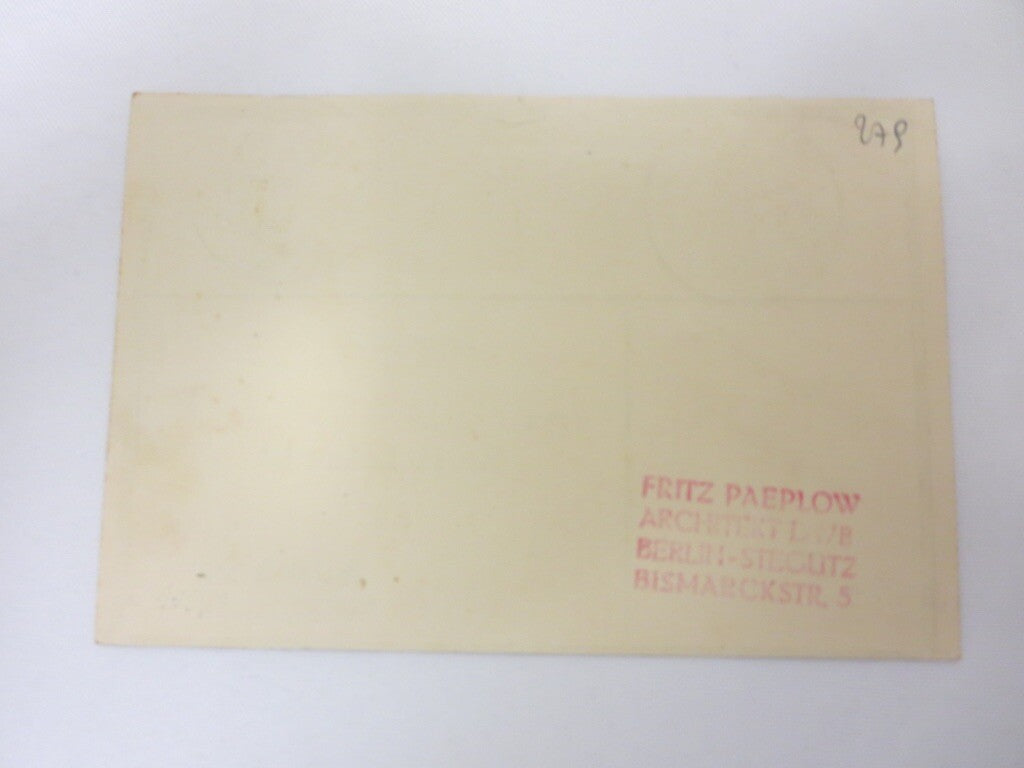 279
FRITZ PAEPLOW
ARCHITEKT
BERLIN-STEGLITZ
BISMARCKSTR. 5